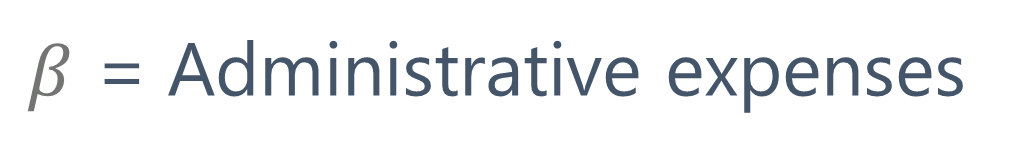 β = Administrative expenses